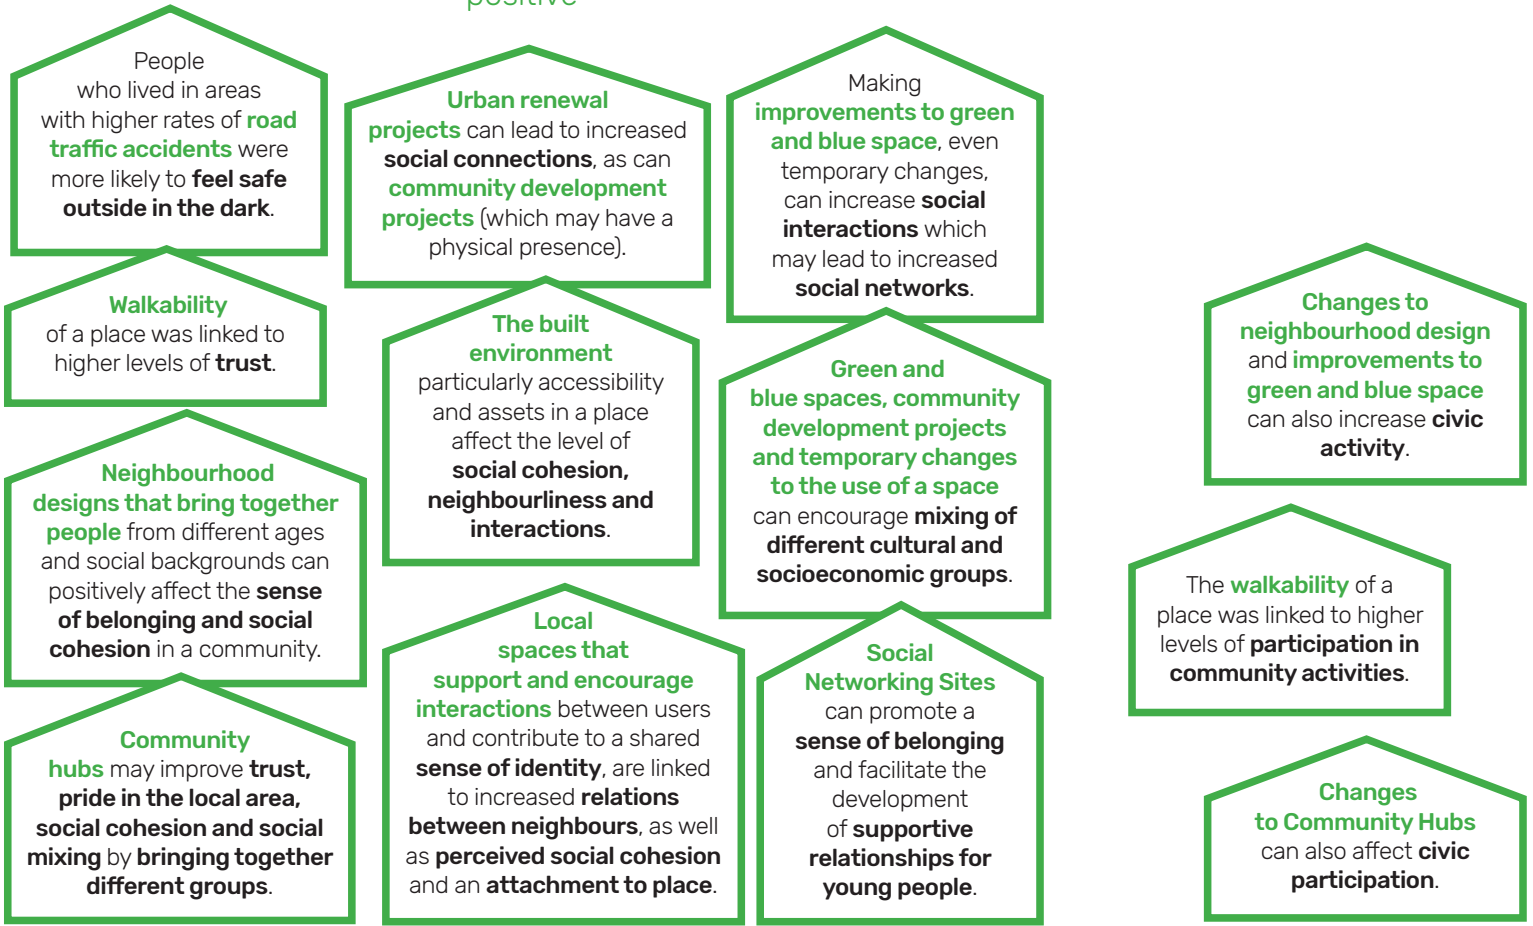 positive
People
who lived in areas
with higher rates of road
traffic accidents were
more likely to feel safe
outside in the dark.
Walkability
of a place was linked to
higher levels of trust.
Neighbourhood
designs that bring together
people from different ages
and social backgrounds can
positively affect the sense
of belonging and social
cohesion in a community.
Community
hubs may improve trust,
pride in the local area,
social cohesion and social
mixing by bringing together
different groups.
Urban renewal
projects can lead to increased
social connections, as can
community development
projects (which may have a
physical presence).
The built
environment
particularly accessibility
and assets in a place
affect the level of
social cohesion,
neighbourliness and
interactions.
Local
spaces that
support and encourage
interactions between users
and contribute to a shared
sense of identity, are linked
to increased relations
between neighbours, as well
as perceived social cohesion
and an attachment to place.
Making
improvements to green
and blue space, even
temporary changes,
can increase social
interactions which
may lead to increased
social networks.
Green and
blue spaces, community
development projects
and temporary changes
to the use of a space
can encourage mixing of
different cultural and
socioeconomic groups.
Social
Networking Sites
can promote a
sense of belonging
and facilitate the
development
of supportive
relationships for
young people.
Changes to
neighbourhood design
and improvements to
green and blue space
can also increase civic
activity.
The walkability of a
place was linked to higher
levels of participation in
community activities.
Changes
to Community Hubs
can also affect civic
participation.